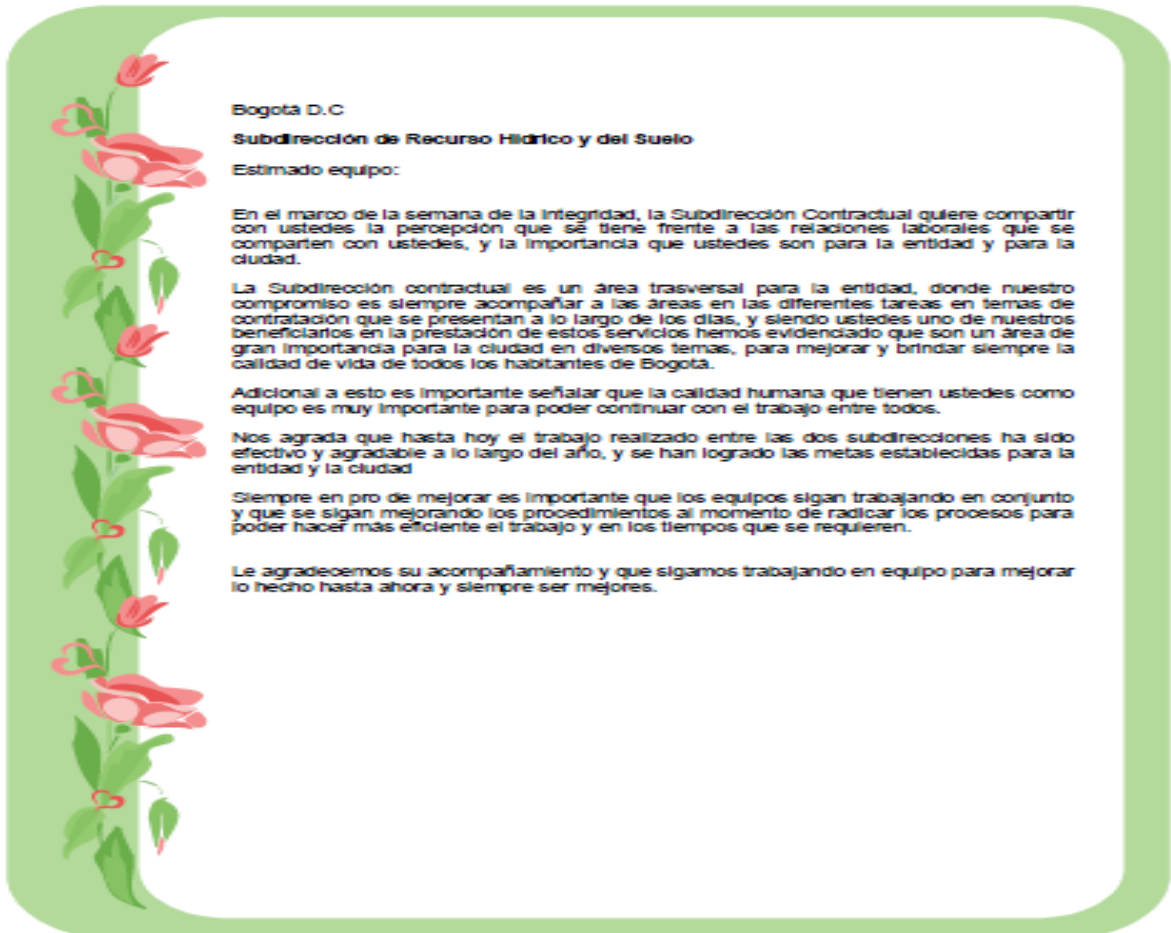 Bogotá D.C
Subdirección de Recurso Hídrico y del Suelo
Estimado equipo:
En el marco de la semana de la integridad, la Subdirección Contractual quiere compartir
con ustedes la percepción que se tiene frente a las relaciones laborales que se
comparten con ustedes, y la importancia que ustedes son para la entidad y para la
ciudad.
La Subdirección contractual es un área trasversal para la entidad, donde nuestro
compromiso es siempre acompañar a las áreas en las diferentes tareas en temas de
contratación que se presentan a lo largo de los días, y siendo ustedes uno de nuestros
beneficiarios en la prestación de estos servicios hemos evidenciado que son un área de
gran importancia para la ciudad en diversos temas, para mejorar y brindar siempre la
calidad de vida de todos los habitantes de Bogotá.
Adicional a esto es importante señalar que la calidad humana que tienen ustedes como
equipo es muy importante para poder continuar con el trabajo entre todos.
Nos agrada que hasta hoy el trabajo realizado entre las dos subdirecciones ha sido
efectivo y agradable a lo largo del año, y se han logrado las metas establecidas para la
entidad y la ciudad
Siempre en pro de mejorar es importante que los equipos sigan trabajando en conjunto
y que se sigan mejorando los procedimientos al momento de radicar los procesos para
poder hacer más eficiente el trabajo y en los tiempos que se requieren.
Le agradecemos su acompañamiento y que sigamos trabajando en equipo para mejorar
lo hecho hasta ahora y siempre ser mejores.